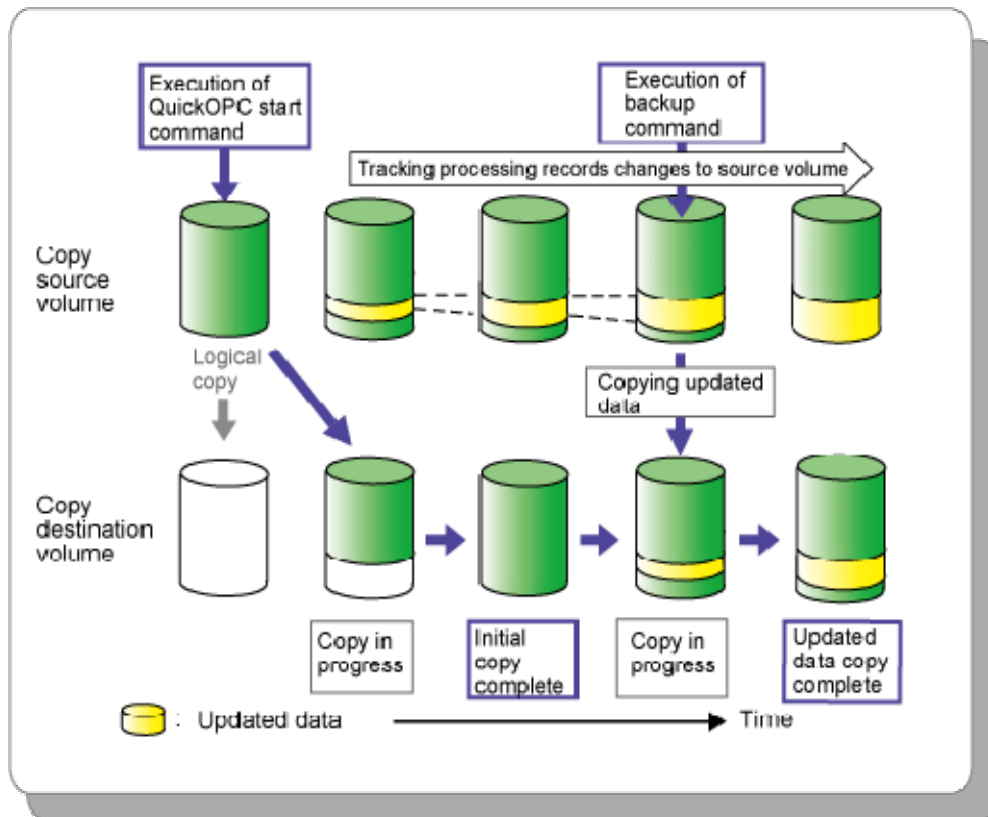 Execution of
QuickOPC start
command
Execution of
backup
command
Tracking processing records changes to source volume
Copy
source
volume
Logical
copy
Copying updated
data
Copy
destination
volume
Copy in
progress
Initial
copy
complete
Copy in
progress
Updated
data copy
complete
: Updated data
Time